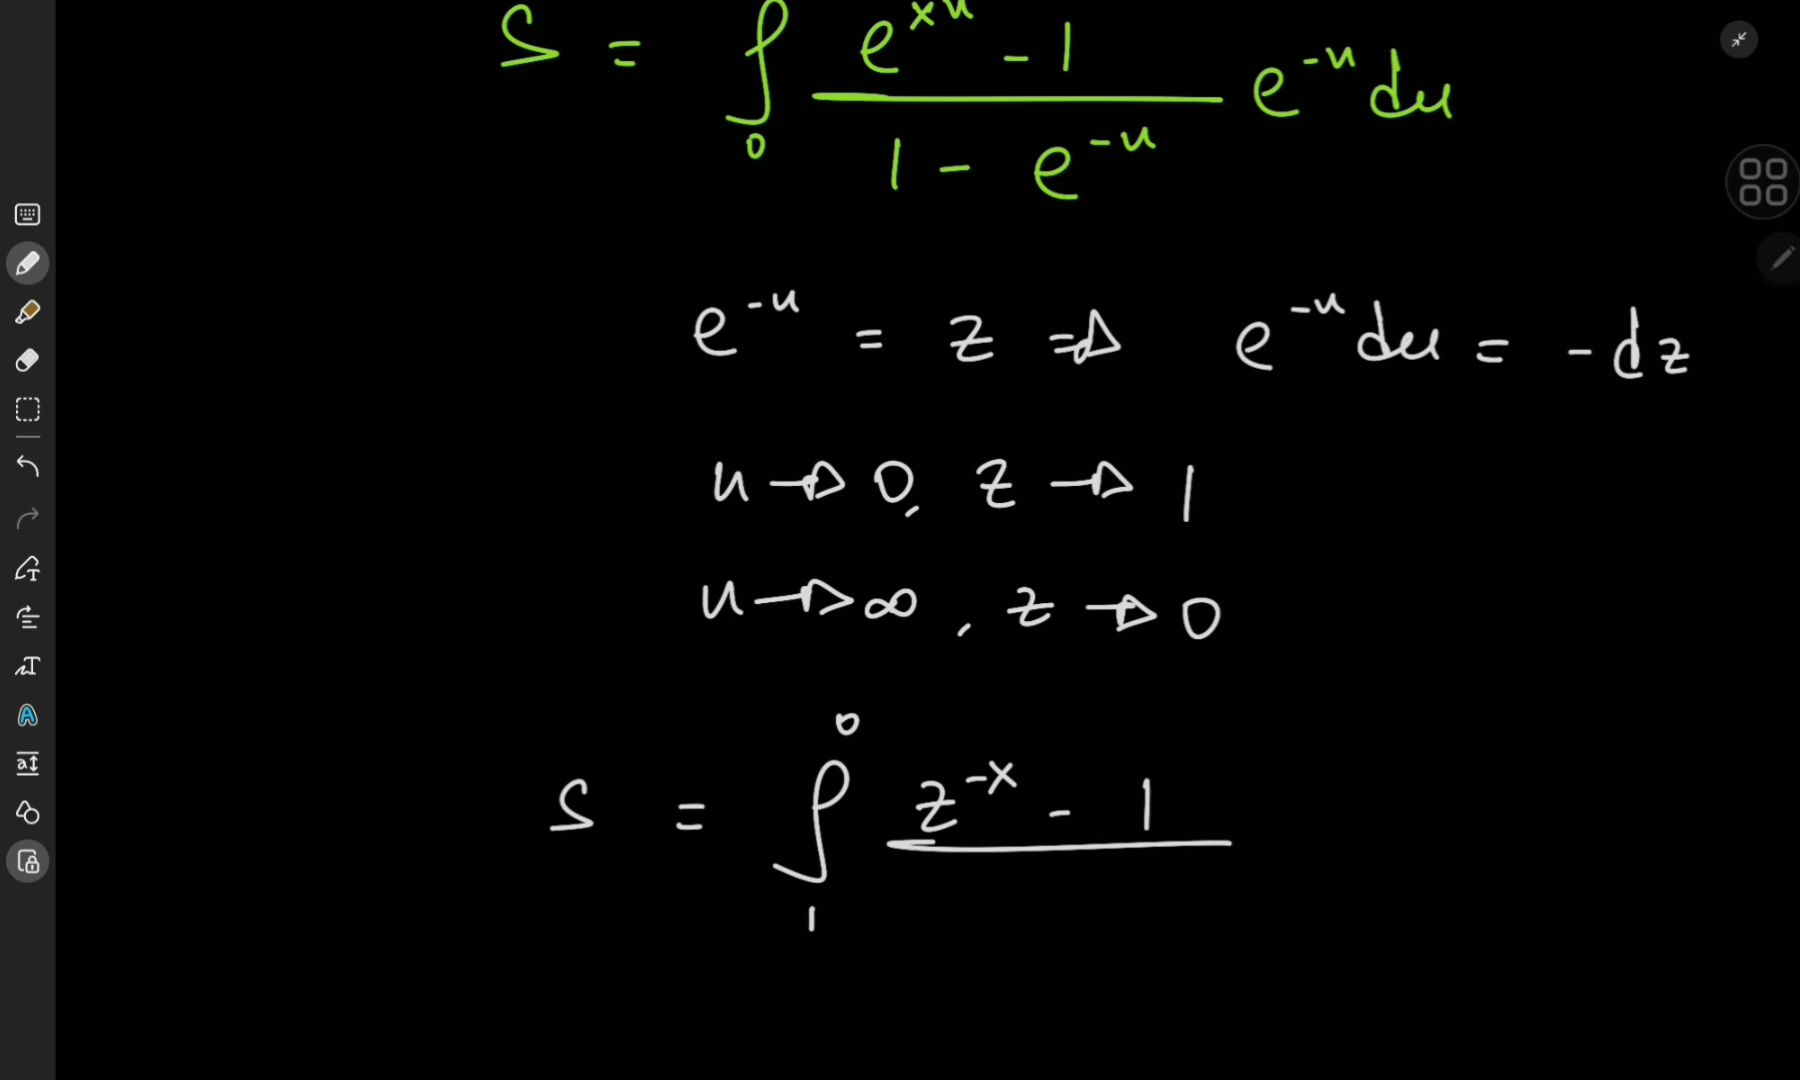 S = ∫₀ (e^{xu} - 1)/(1 - e^{-u}) e^{-u} du
e^{-u} = z ⇒ e^{-u} du = -dz
u → 0, z → 1
u → ∞, z → 0
S = ∫₁⁰ (z^{-x} - 1)/